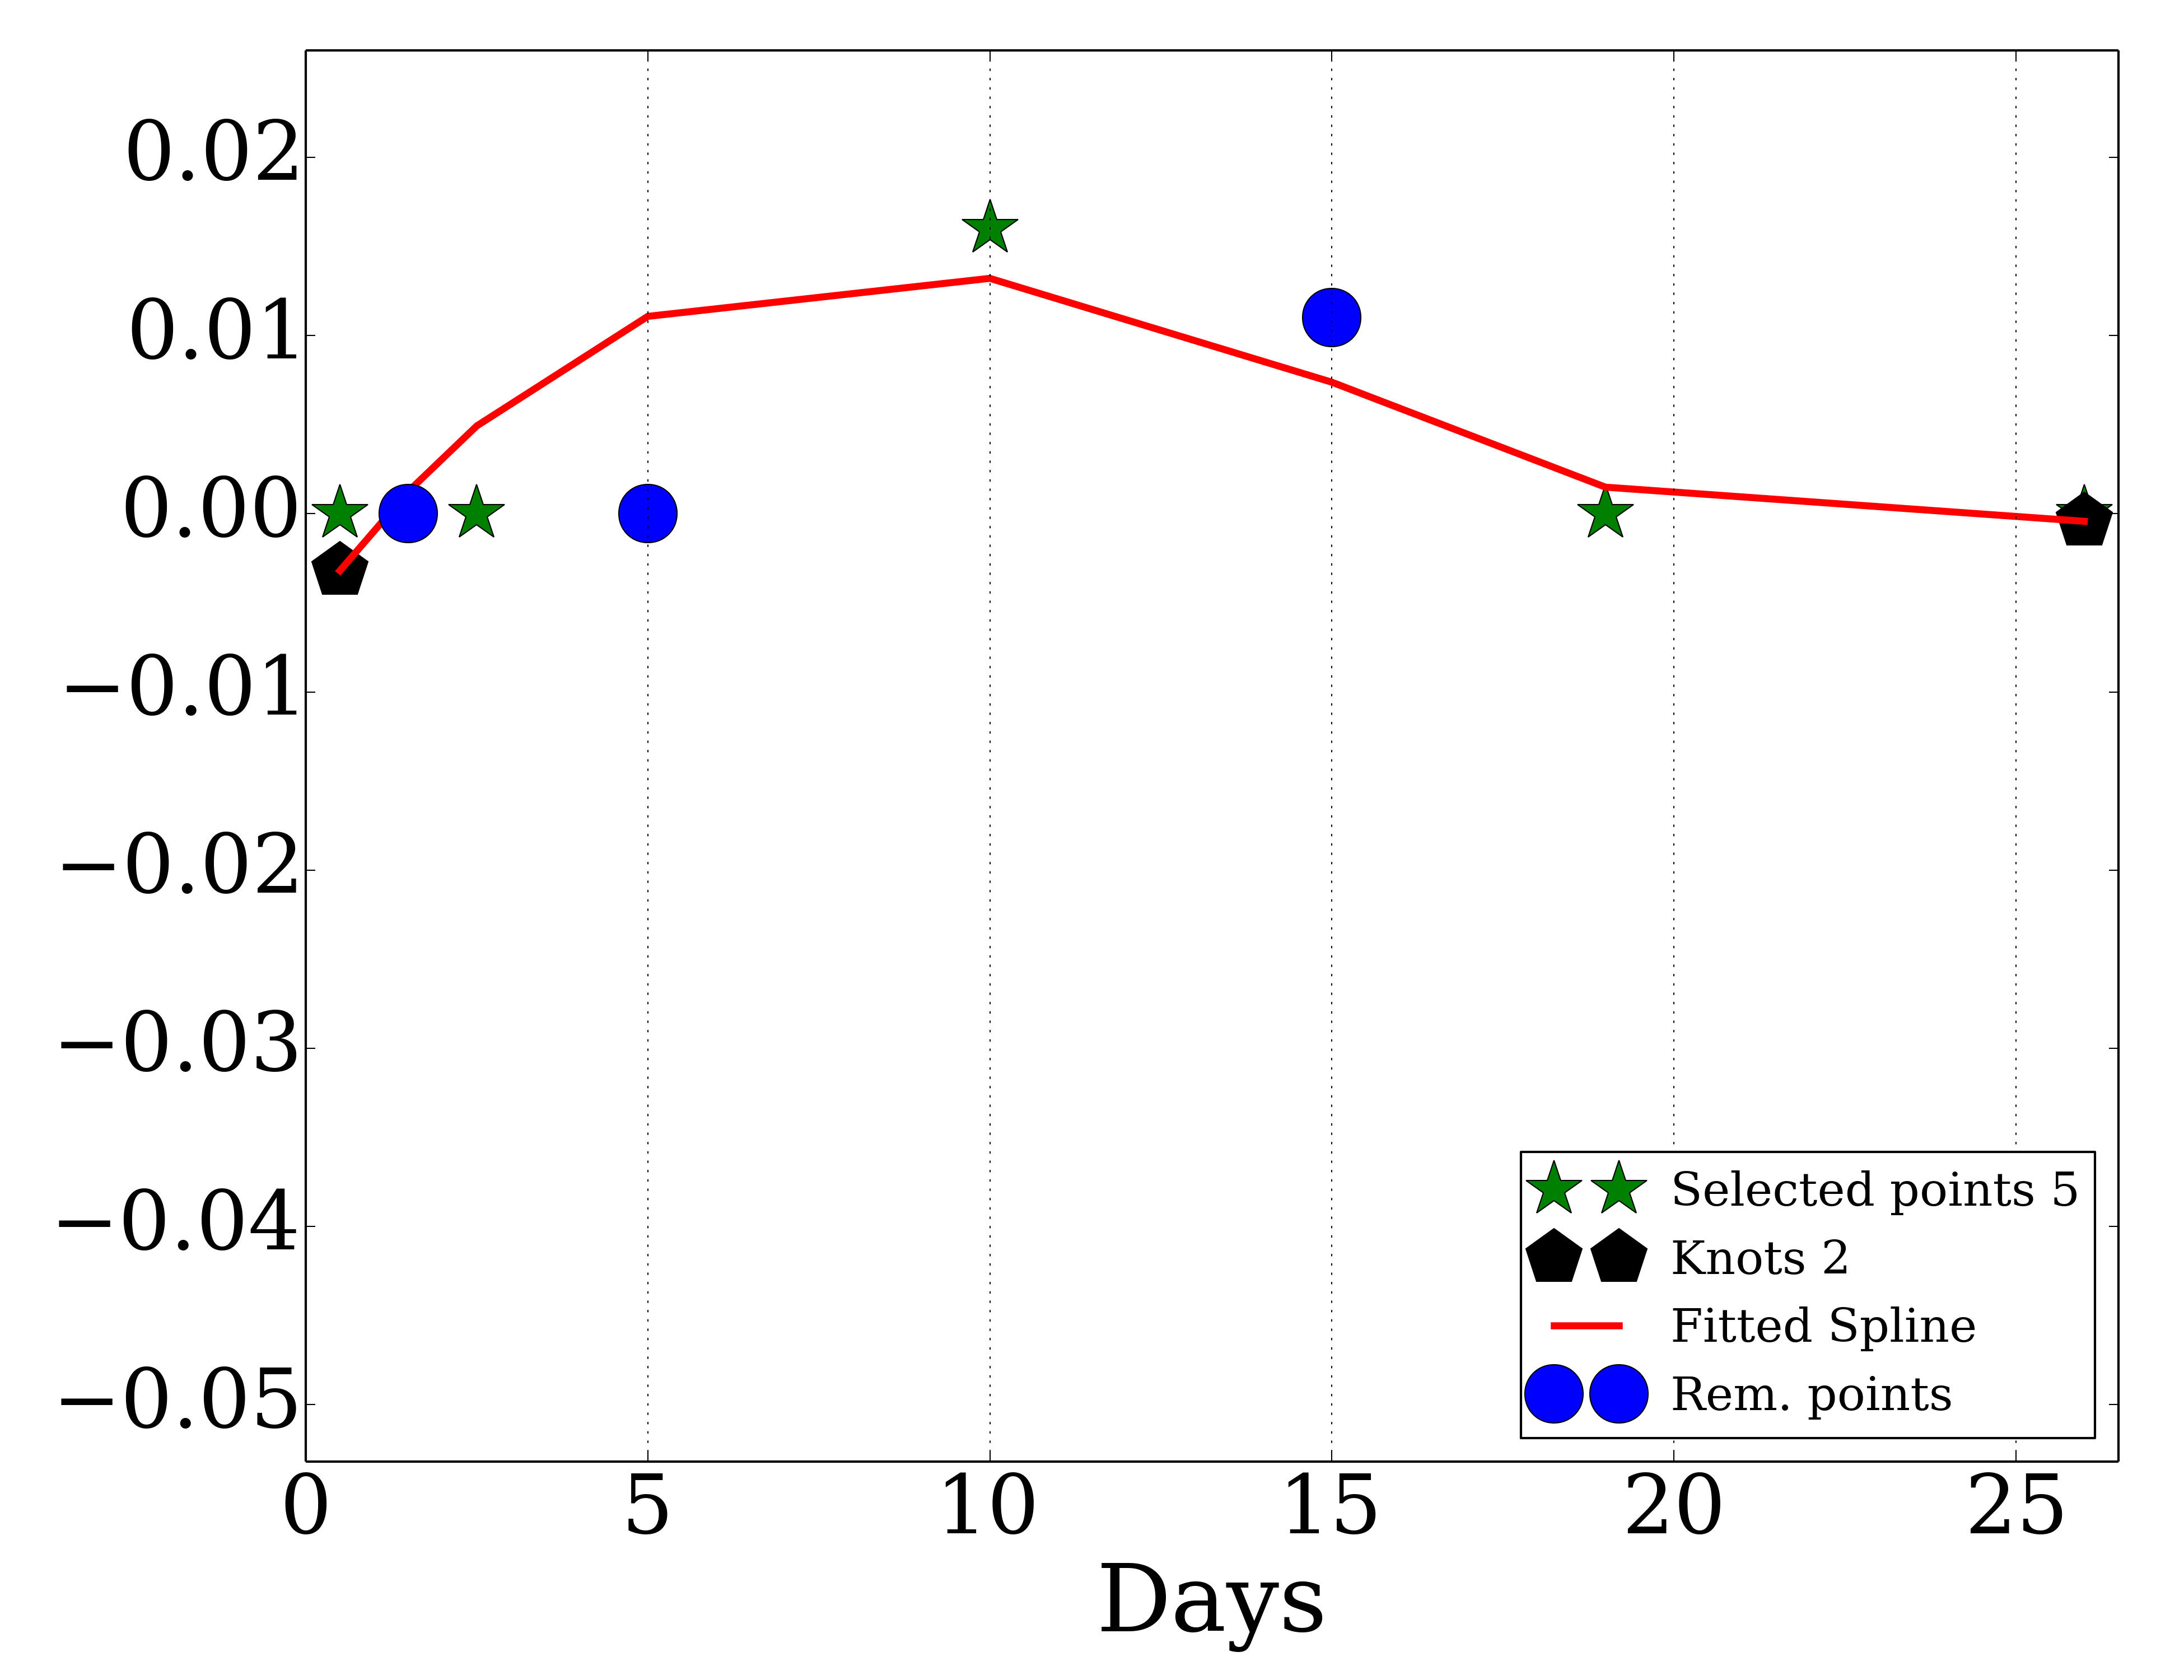 0.02
0.01
0.00
−0.01
−0.02
−0.03
−0.04
−0.05
Selected points 5
Knots 2
Fitted Spline
Rem. points
0 5 10 15 20 25
Days